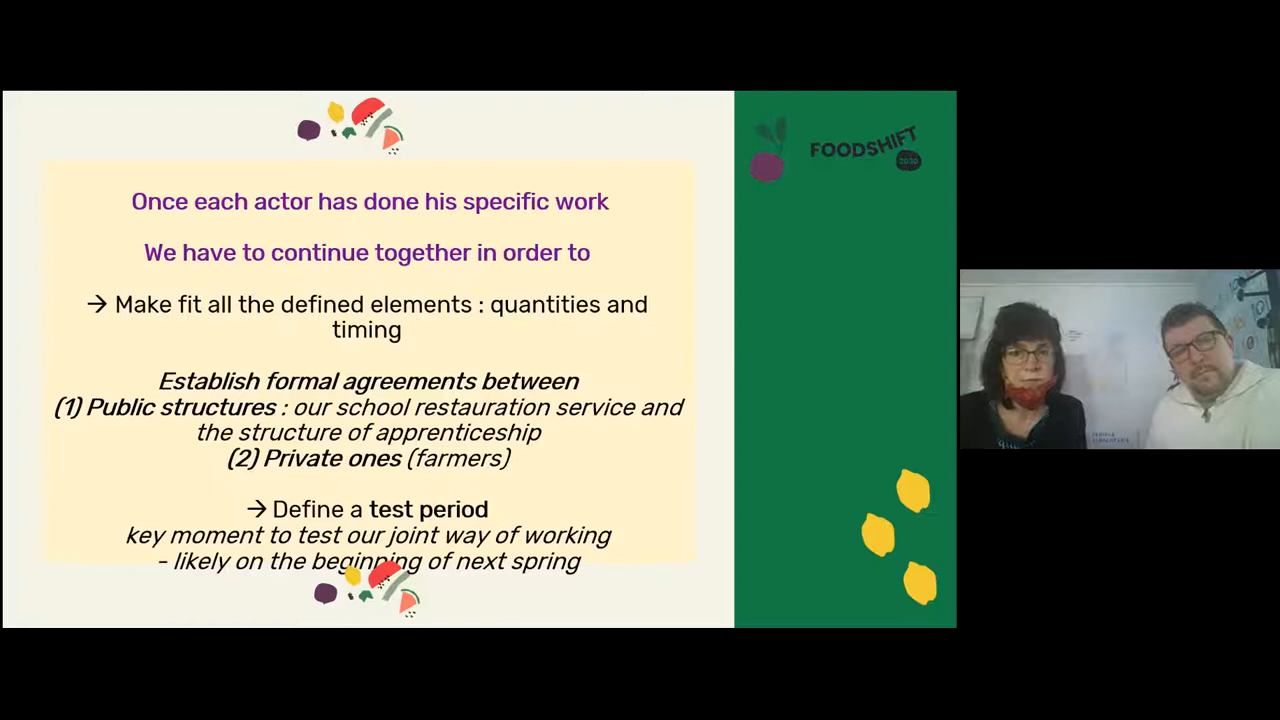 Once each actor has done his specific work
We have to continue together in order to
→ Make fit all the defined elements : quantities and
timing
Establish formal agreements between
(1) Public structures : our school restauration service and
the structure of apprenticeship
(2) Private ones (farmers)
→ Define a test period
key moment to test our joint way of working
- likely on the beginning of next spring
FOODSHIFT
2030